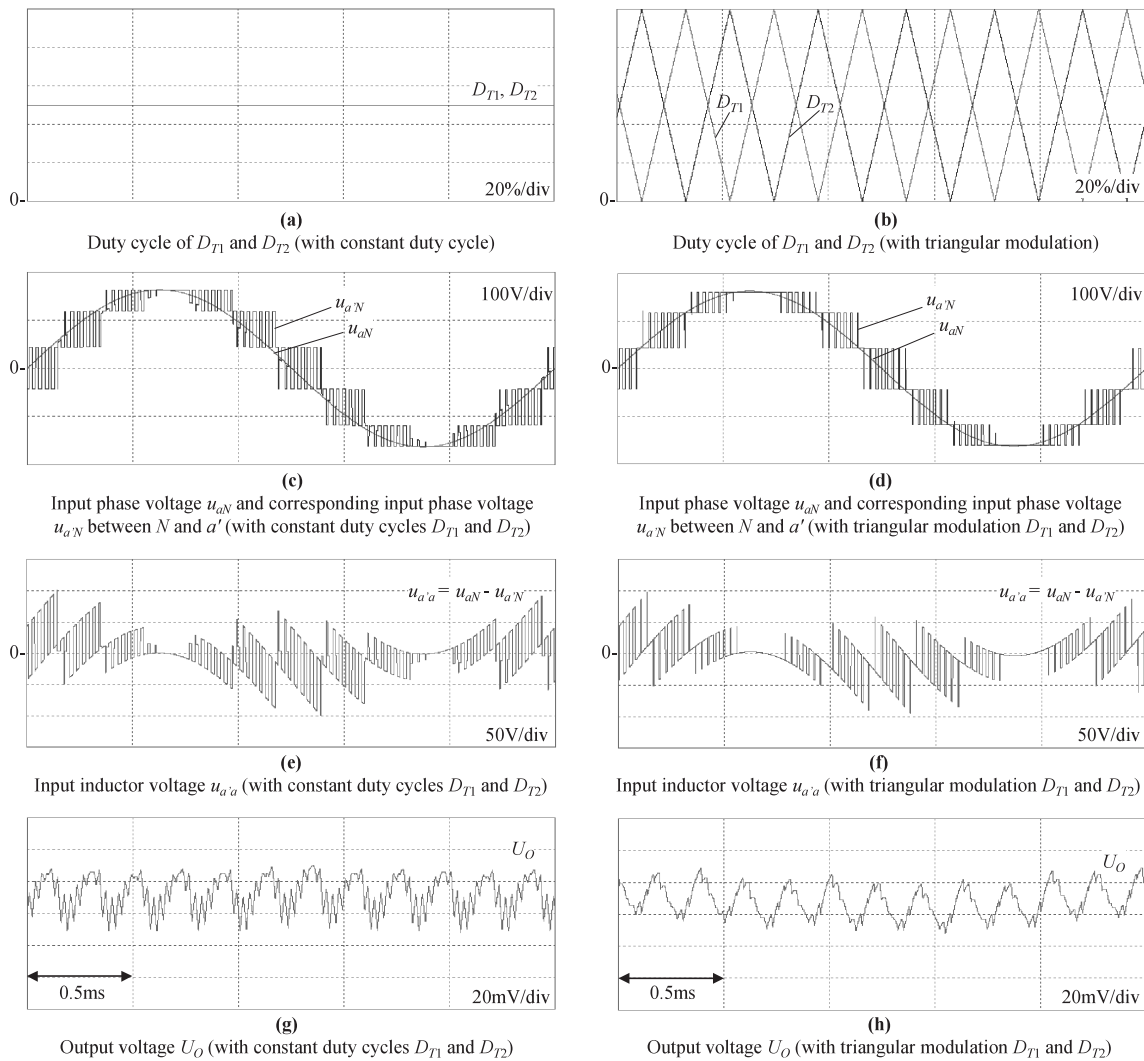 D_T1, D_T2
0-
20%/div
(a)
Duty cycle of D_T1 and D_T2 (with constant duty cycle)
D_T1
D_T2
0-
20%/div
(b)
Duty cycle of D_T1 and D_T2 (with triangular modulation)
100V/div
u_a'N
u_aN
0-
(c)
Input phase voltage u_aN and corresponding input phase voltage
u_a'N between N and a' (with constant duty cycles D_T1 and D_T2)
100V/div
u_a'N
u_aN
0-
(d)
Input phase voltage u_aN and corresponding input phase voltage
u_a'N between N and a' (with triangular modulation D_T1 and D_T2)
u_a'a = u_aN - u_a'N
0-
50V/div
(e)
Input inductor voltage u_a'a (with constant duty cycles D_T1 and D_T2)
u_a'a = u_aN - u_a'N
0-
50V/div
(f)
Input inductor voltage u_a'a (with triangular modulation D_T1 and D_T2)
U_O
0.5ms
20mV/div
(g)
Output voltage U_O (with constant duty cycles D_T1 and D_T2)
U_O
0.5ms
20mV/div
(h)
Output voltage U_O (with triangular modulation D_T1 and D_T2)